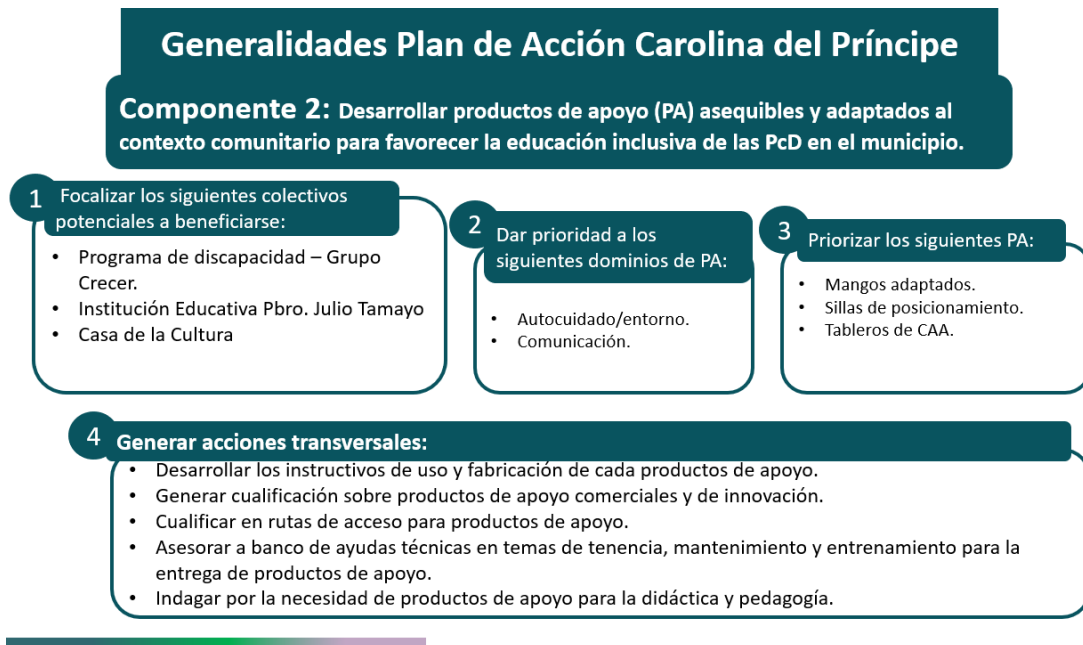 Generalidades Plan de Acción Carolina del Príncipe
Componente 2: Desarrollar productos de apoyo (PA) asequibles y adaptados al
contexto comunitario para favorecer la educación inclusiva de las PcD en el municipio.
1
Focalizar los siguientes colectivos
potenciales a beneficiarse:
• Programa de discapacidad – Grupo
Crecer.
• Institución Educativa Pbro. Julio Tamayo
• Casa de la Cultura
2
Dar prioridad a los
siguientes dominios de PA:
• Autocuidado/entorno.
• Comunicación.
3
Priorizar los siguientes PA:
• Mangos adaptados.
• Sillas de posicionamiento.
• Tableros de CAA.
4
Generar acciones transversales:
• Desarrollar los instructivos de uso y fabricación de cada productos de apoyo.
• Generar cualificación sobre productos de apoyo comerciales y de innovación.
• Cualificar en rutas de acceso para productos de apoyo.
• Asesorar a banco de ayudas técnicas en temas de tenencia, mantenimiento y entrenamiento para la
entrega de productos de apoyo.
• Indagar por la necesidad de productos de apoyo para la didáctica y pedagogía.